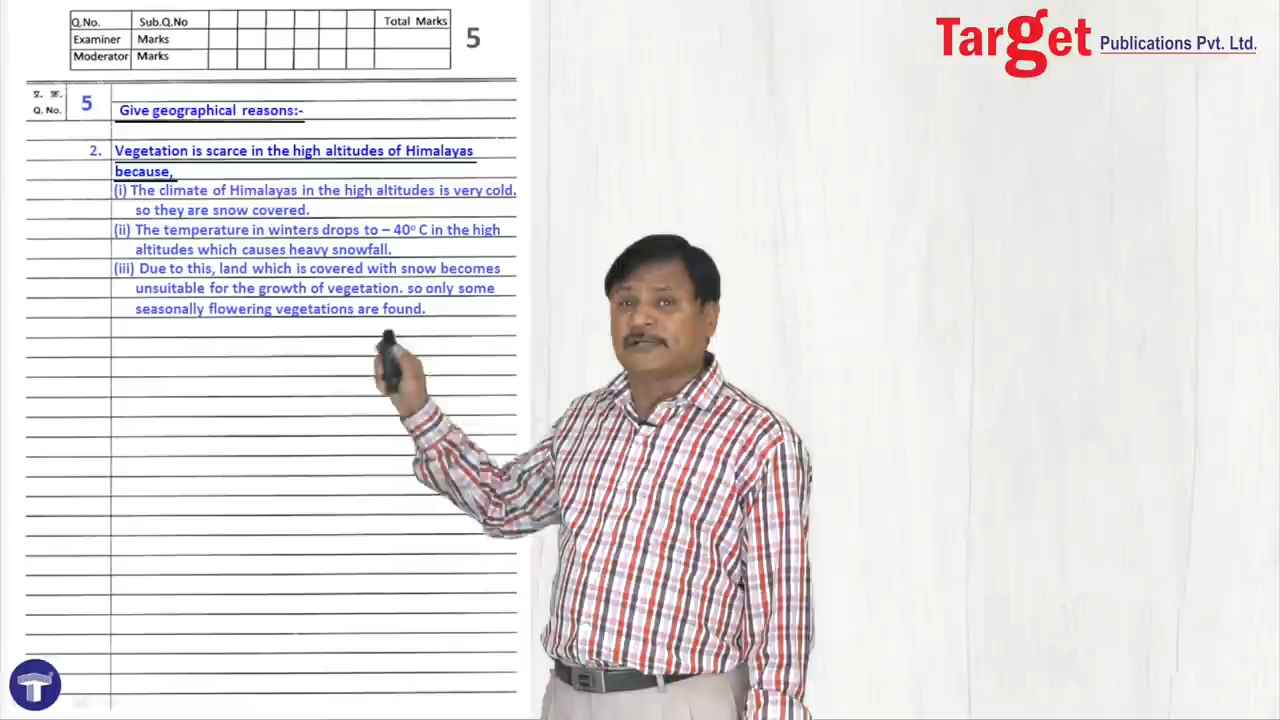 Q.No. Sub.Q.No Total Marks
Examiner Marks
Moderator Marks
5
Target Publications Pvt. Ltd.
प्र. क्र.
Q. No. 5 Give geographical reasons:-
2. Vegetation is scarce in the high altitudes of Himalayas
because,
(i) The climate of Himalayas in the high altitudes is very cold.
so they are snow covered.
(ii) The temperature in winters drops to – 40° C in the high
altitudes which causes heavy snowfall.
(iii) Due to this, land which is covered with snow becomes
unsuitable for the growth of vegetation. so only some
seasonally flowering vegetations are found.
T